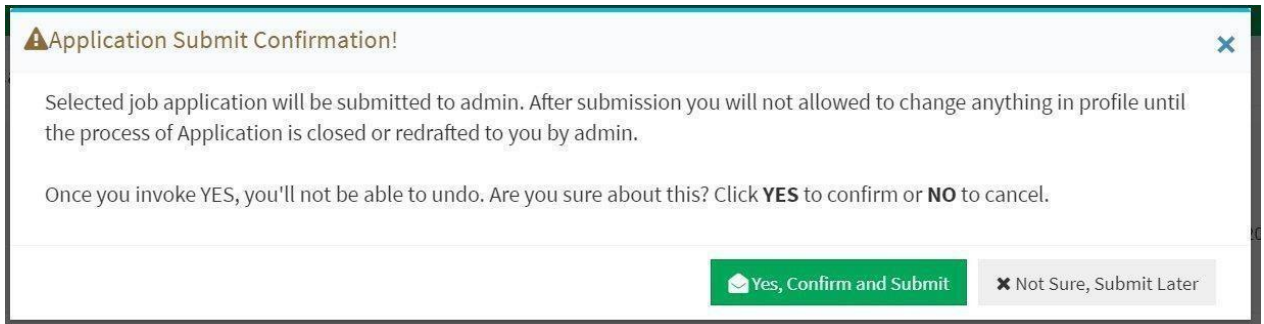 Application Submit Confirmation!
Selected job application will be submitted to admin. After submission you will not allowed to change anything in profile until
the process of Application is closed or redrafted to you by admin.
Once you invoke YES, you'll not be able to undo. Are you sure about this? Click YES to confirm or NO to cancel.
Yes, Confirm and Submit
Not Sure, Submit Later